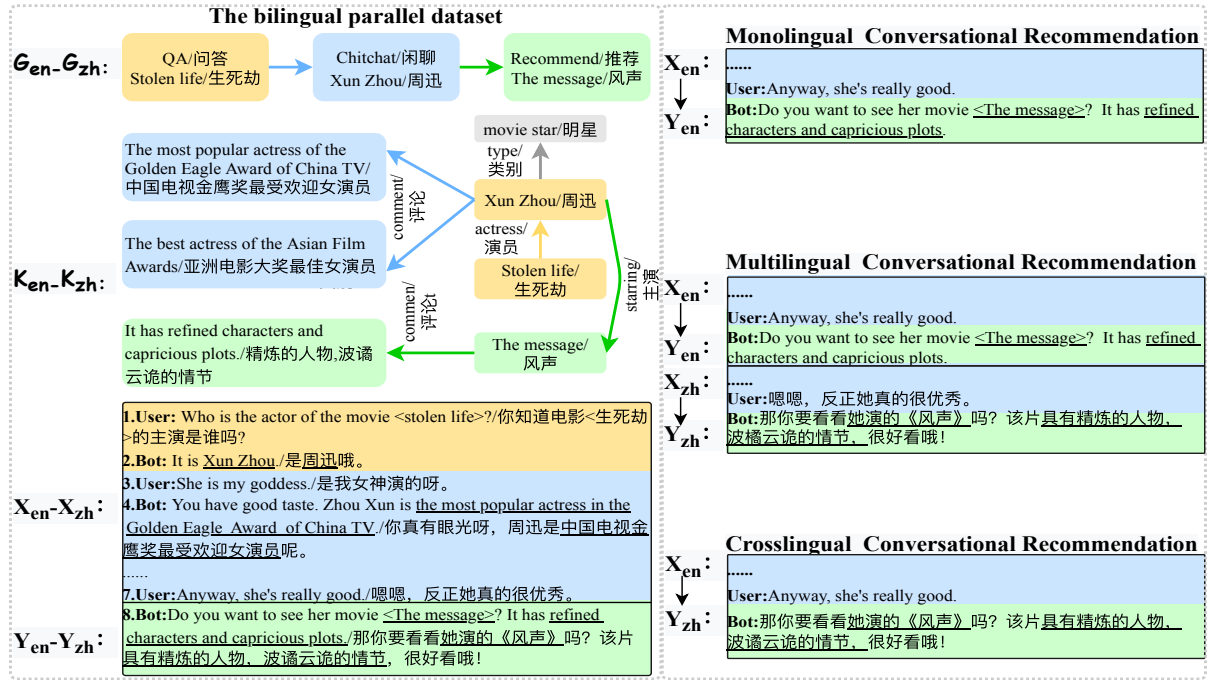 The bilingual parallel dataset
Gen-Gzh:
QA/问答
Stolen life/生死劫
Chitchat/闲聊
Xun Zhou/周迅
Recommend/推荐
The message/风声
Ken-Kzh:
movie star/明星
type/
类别
The most popular actress of the
Golden Eagle Award of China TV/
中国电视金鹰奖最受欢迎女演员
comment/
评论
Xun Zhou/周迅
actress/
演员
The best actress of the Asian Film
Awards/亚洲电影大奖最佳女演员
Stolen life/
生死劫
starring/
主演
It has refined characters and
capricious plots./精炼的人物,波谲
云诡的情节
commen/
评论t
The message/
风声
Xen-Xzh:
1.User: Who is the actor of the movie <stolen life>?/你知道电影<生死劫
>的主演是谁吗?
2.Bot: It is Xun Zhou./是周迅哦。
3.User:She is my goddess./是我女神演的呀。
4.Bot: You have good taste. Zhou Xun is the most popular actress in the
Golden Eagle Award of China TV./你真有眼光呀，周迅是中国电视金
鹰奖最受欢迎女演员呢。
......
7.User:Anyway, she's really good./嗯嗯，反正她真的很优秀。
Yen-Yzh:
8.Bot:Do you want to see her movie <The message>? It has refined
characters and capricious plots./那你要看看她演的《风声》吗？该片
具有精炼的人物，波谲云诡的情节，很好看哦！
Monolingual Conversational Recommendation
Xen:
......
User:Anyway, she's really good.
Yen:
Bot:Do you want to see her movie <The message>? It has refined
characters and capricious plots.
Multilingual Conversational Recommendation
Xen:
......
User:Anyway, she's really good.
Yen:
Bot:Do you want to see her movie <The message>? It has refined
characters and capricious plots.
Xzh:
......
User:嗯嗯，反正她真的很优秀。
Yzh:
Bot:那你要看看她演的《风声》吗？该片具有精炼的人物，
波橘云诡的情节，很好看哦！
Crosslingual Conversational Recommendation
Xen:
......
User:Anyway, she's really good.
Yzh:
Bot:那你要看看她演的《风声》吗？该片具有精炼的人物，
波谲云诡的情节，很好看哦！